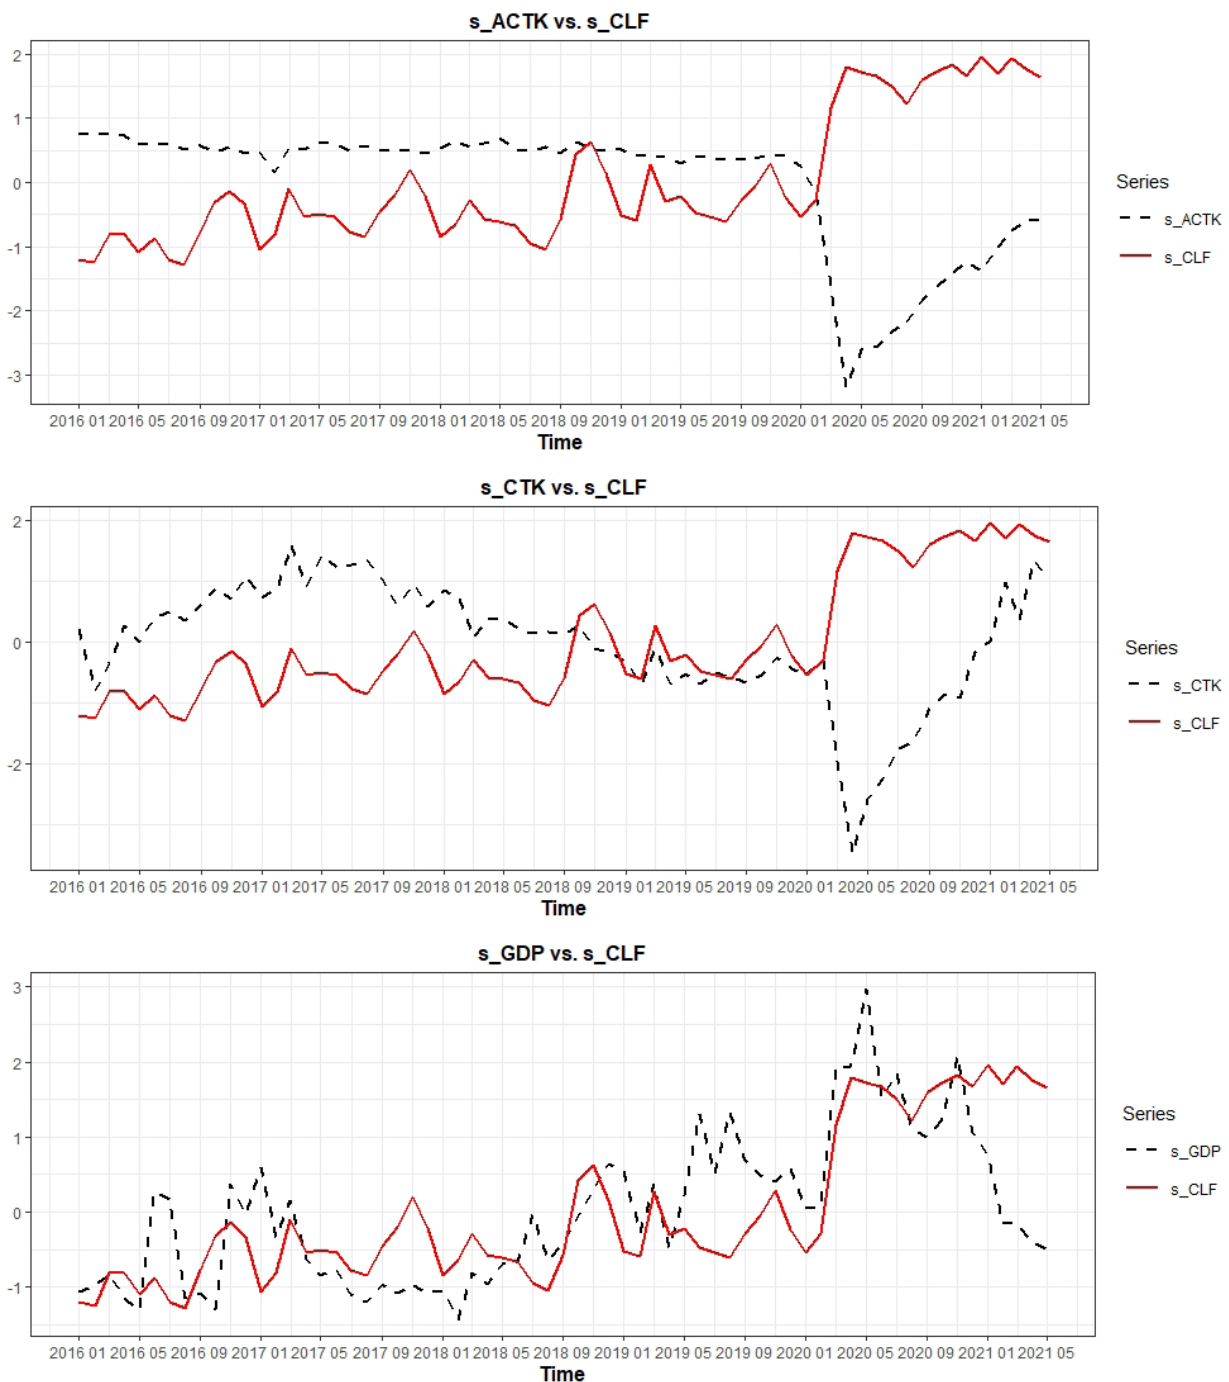 s_ACTK vs. s_CLF
2
1
0
-1
-2
-3
2016 01 2016 05 2016 09 2017 01 2017 05 2017 09 2018 01 2018 05 2018 09 2019 01 2019 05 2019 09 2020 01 2020 05 2020 09 2021 01 2021 05
Time
Series
s_ACTK
s_CLF
s_CTK vs. s_CLF
2
0
-2
2016 01 2016 05 2016 09 2017 01 2017 05 2017 09 2018 01 2018 05 2018 09 2019 01 2019 05 2019 09 2020 01 2020 05 2020 09 2021 01 2021 05
Time
Series
s_CTK
s_CLF
s_GDP vs. s_CLF
3
2
1
0
-1
2016 01 2016 05 2016 09 2017 01 2017 05 2017 09 2018 01 2018 05 2018 09 2019 01 2019 05 2019 09 2020 01 2020 05 2020 09 2021 01 2021 05
Time
Series
s_GDP
s_CLF